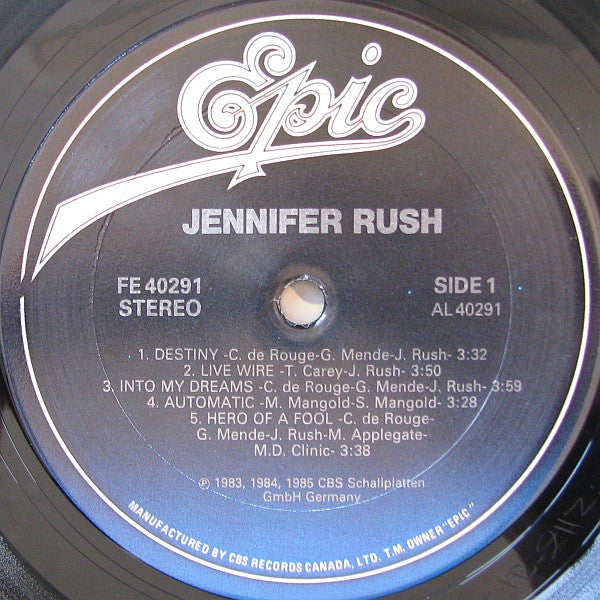 Epic
JENNIFER RUSH
FE 40291
STEREO
SIDE 1
AL 40291
1. DESTINY -C. de Rouge-G. Mende-J. Rush- 3:32
2. LIVE WIRE -T. Carey-J. Rush- 3:50
3. INTO MY DREAMS -C. de Rouge-G. Mende-J. Rush- 3:59
4. AUTOMATIC -M. Mangold-S. Mangold- 3:28
5. HERO OF A FOOL -C. de Rouge-
G. Mende-J. Rush-M. Applegate-
M.D. Clinic- 3:38
℗ 1983, 1984, 1985 CBS Schallplatten
GmbH Germany
MANUFACTURED BY CBS RECORDS CANADA, LTD. T.M. OWNER "EPIC"